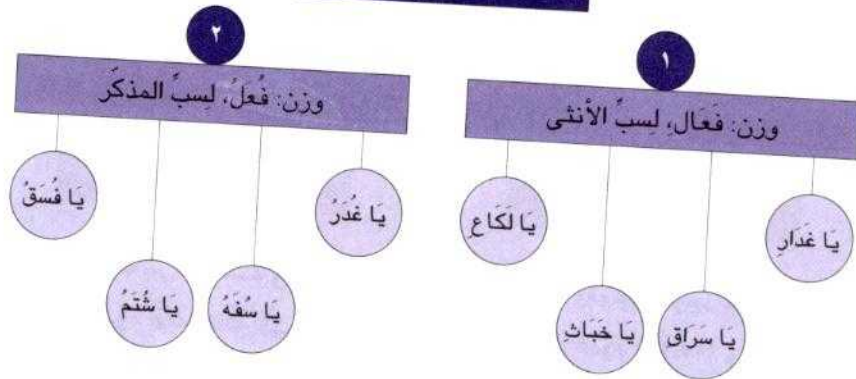 ١
وزن: فَعَالِ، لِسبِّ الأنثى
يَا غَدَارِ
يَا سَرَاقِ
يَا خَبَاثِ
يَا لَكَاعِ
٢
وزن: فُعَلُ، لِسبِّ المذكّر
يَا غُدَرُ
يَا سُفَهُ
يَا شُتَمُ
يَا فُسَقُ